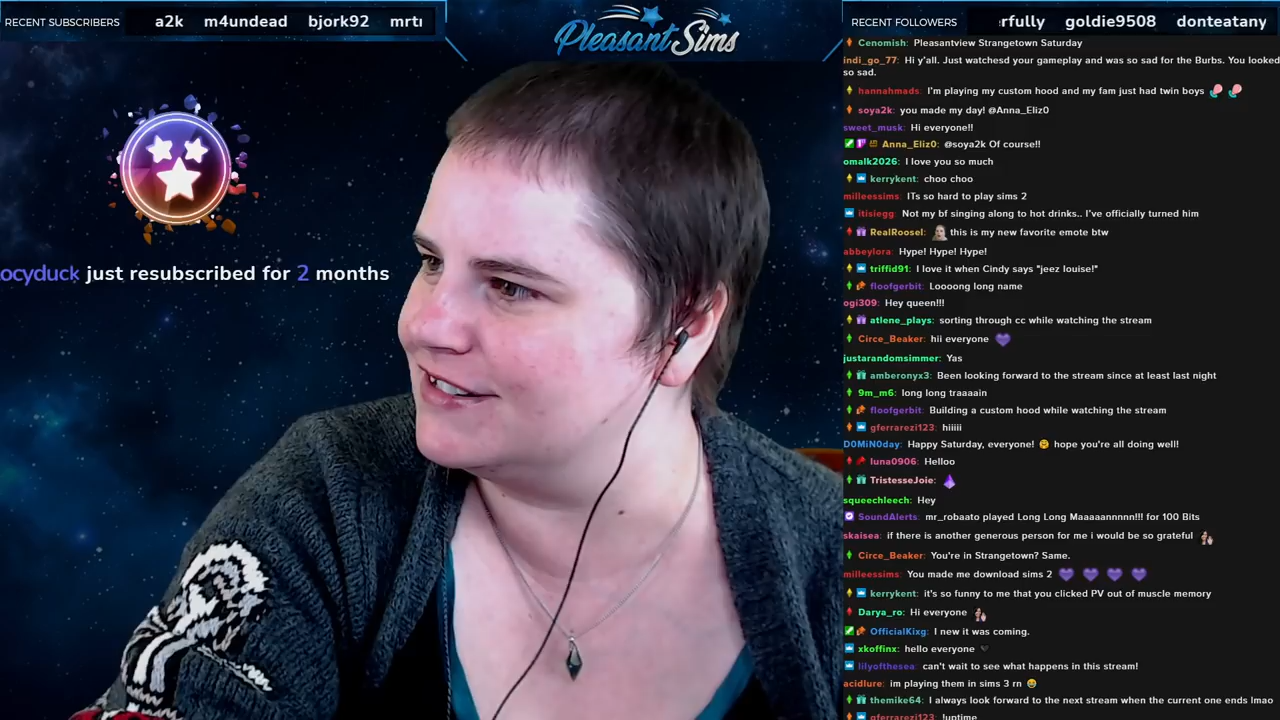 RECENT SUBSCRIBERS
a2k m4undead bjork92 mrtı
PleasantSims
RECENT FOLLOWERS
rfully goldie9508 donteatany
ocyduck just resubscribed for 2 months
Cenomish: Pleasantview Strangetown Saturday
indi_go_77: Hi y'all. Just watchesd your gameplay and was so sad for the Burbs. You looked
so sad.
hannahmads: I'm playing my custom hood and my fam just had twin boys
soya2k: you made my day! @Anna_Eliz0
sweet_musk: Hi everyone!!
Anna_Eliz0: @soya2k Of course!!
omalk2026: I love you so much
kerrykent: choo choo
milleessims: ITs so hard to play sims 2
itisiegg: Not my bf singing along to hot drinks.. I've officially turned him
RealRoosel: this is my new favorite emote btw
abbeylora: Hype! Hype! Hype!
triffid91: I love it when Cindy says "jeez louise!"
floofgerbit: Loooong long name
ogi309: Hey queen!!!
atlene_plays: sorting through cc while watching the stream
Circe_Beaker: hii everyone
justarandomsimmer: Yas
amberonyx3: Been looking forward to the stream since at least last night
9m_m6: long long traaaain
floofgerbit: Building a custom hood while watching the stream
gferrarezi123: hiiiii
D0MiN0day: Happy Saturday, everyone! hope you're all doing well!
luna0906: Helloo
TristesseJoie:
squeechleech: Hey
SoundAlerts: mr_robaato played Long Long Maaaaannnnn!!! for 100 Bits
skaisea: if there is another generous person for me i would be so grateful
Circe_Beaker: You're in Strangetown? Same.
milleessims: You made me download sims 2
kerrykent: it's so funny to me that you clicked PV out of muscle memory
Darya_ro: Hi everyone
OfficialKixg: I new it was coming.
xkoffinx: hello everyone
lilyofthesea: can't wait to see what happens in this stream!
acidlure: im playing them in sims 3 rn
themike64: I always look forward to the next stream when the current one ends lmao
gferrarezi123: !uptime